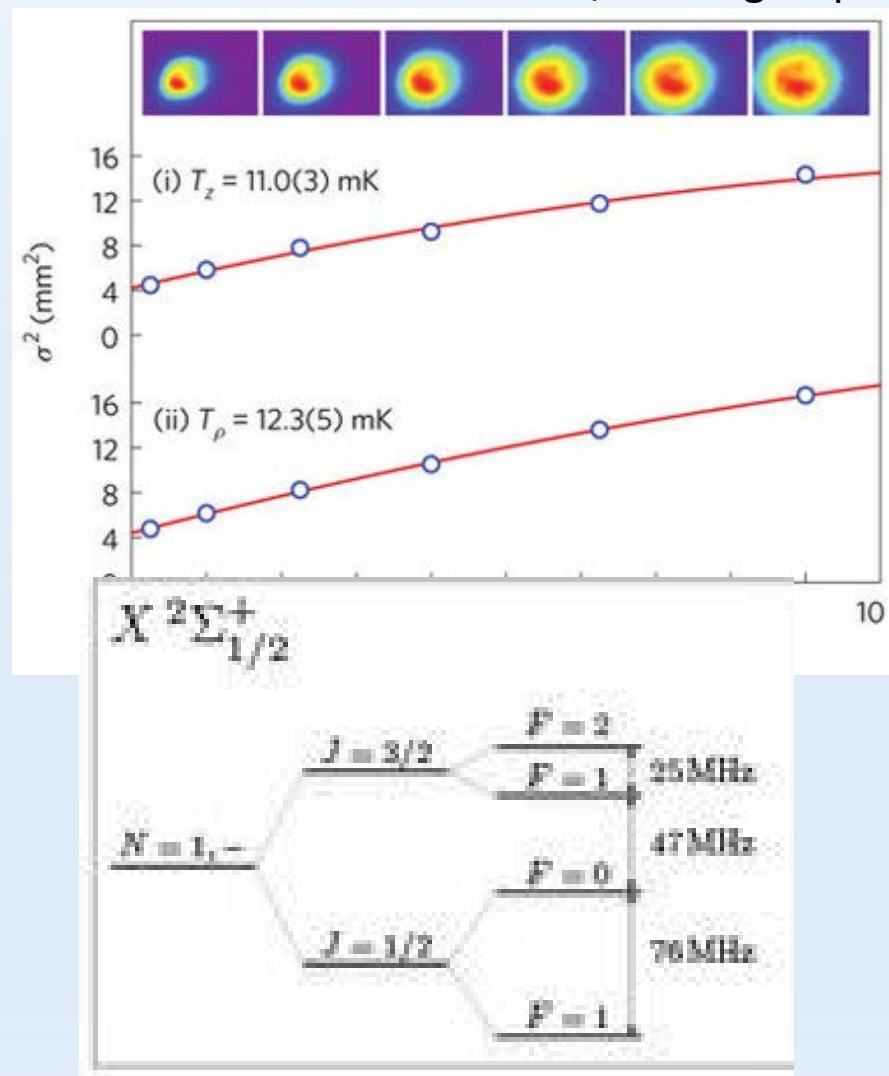 16
(i) T_z = 11.0(3) mK
12
8
4
0
σ² (mm²)
16
(ii) T_ρ = 12.3(5) mK
12
8
4
10
X ²Σ⁺₁/₂
F = 2
J = 3/2
25MHz
F = 1
47MHz
N = 1, −
F = 0
J = 1/2
76MHz
F = 1